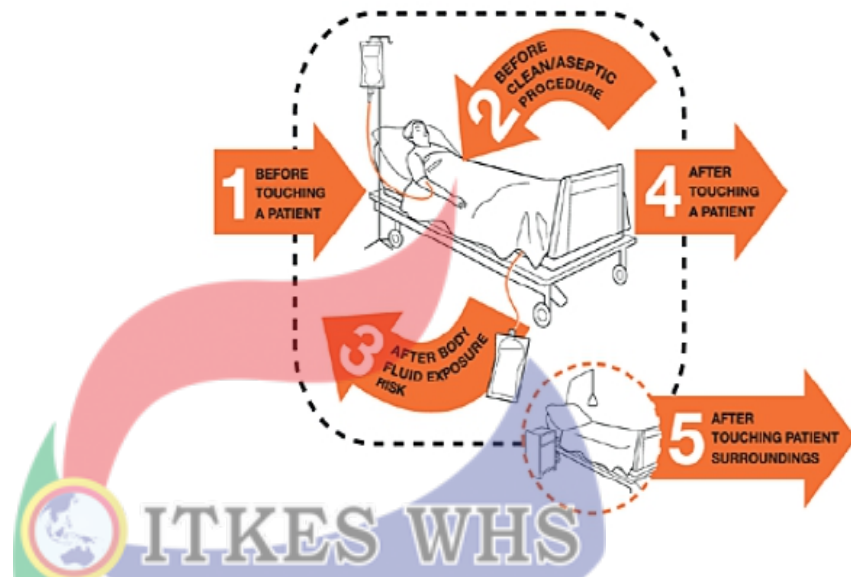 1
BEFORE
TOUCHING
A PATIENT
2
BEFORE
CLEAN/ASEPTIC
PROCEDURE
3
AFTER BODY
FLUID EXPOSURE
RISK
4
AFTER
TOUCHING
A PATIENT
5
AFTER
TOUCHING PATIENT
SURROUNDINGS
ITKES WHS